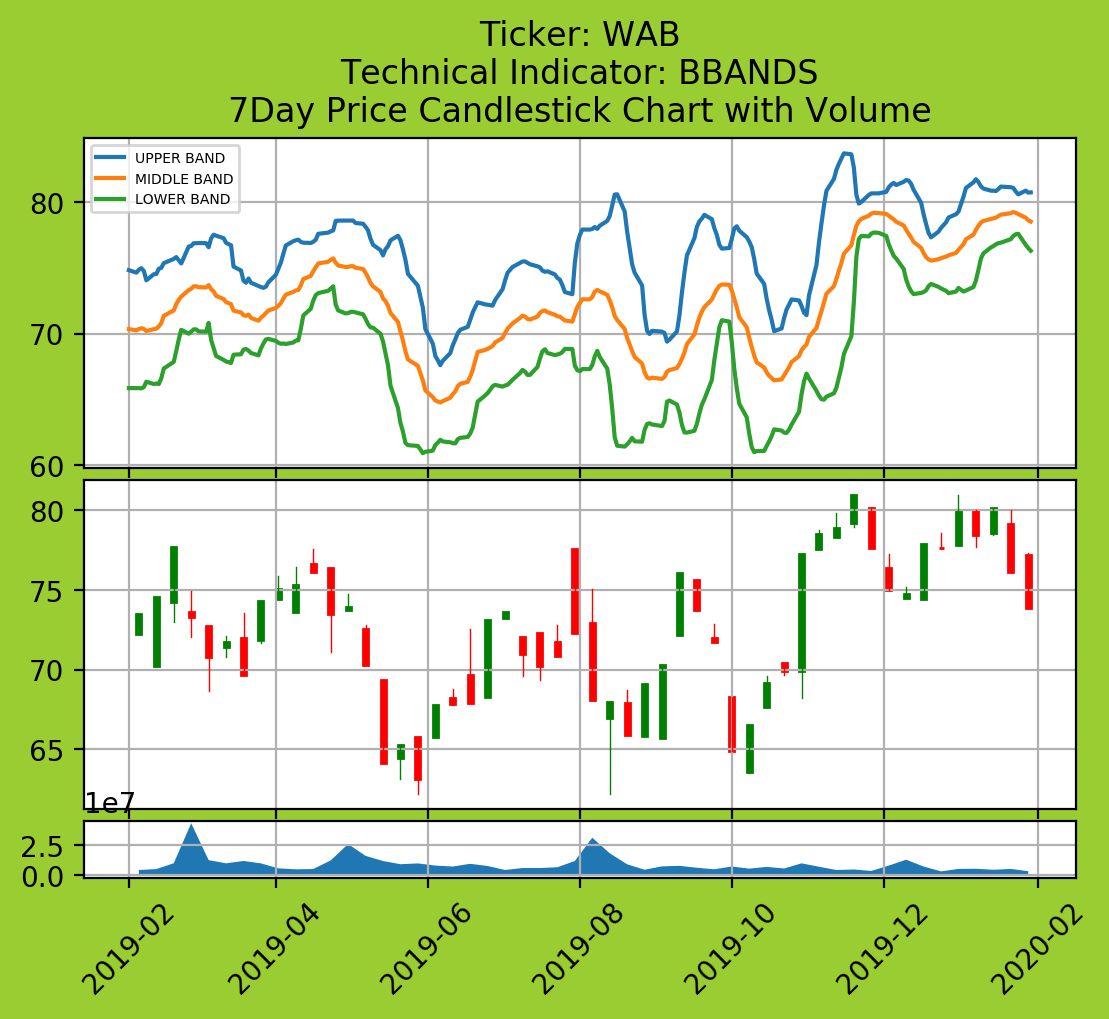 Ticker: WAB
Technical Indicator: BBANDS
7Day Price Candlestick Chart with Volume
UPPER BAND
MIDDLE BAND
LOWER BAND
80
70
60
80
75
70
65
1e7
2.5
0.0
2019-02
2019-04
2019-06
2019-08
2019-10
2019-12
2020-02